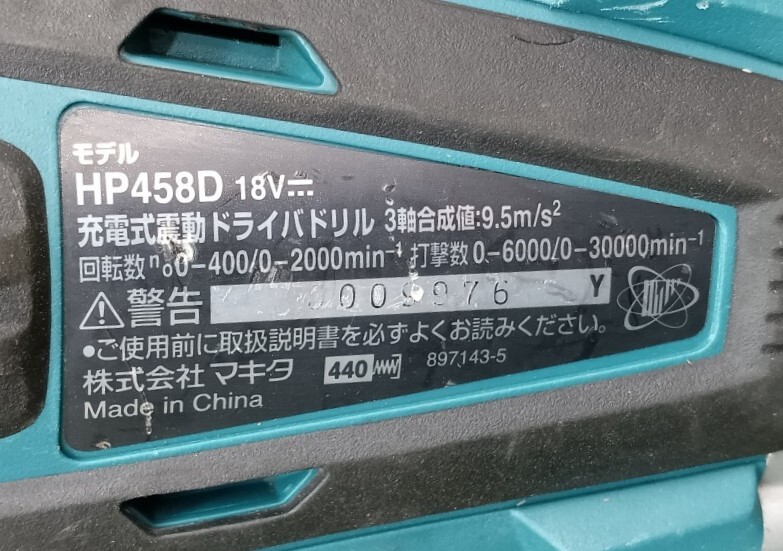 モデル
HP458D 18V⎓
充電式震動ドライバドリル 3軸合成値:9.5m/s²
回転数 n₀0-400/0-2000min⁻¹ 打撃数 0-6000/0-30000min⁻¹
⚠警告 009976 Y
●ご使用前に取扱説明書を必ずよくお読みください。
株式会社 マキタ 440 897143-5
Made in China